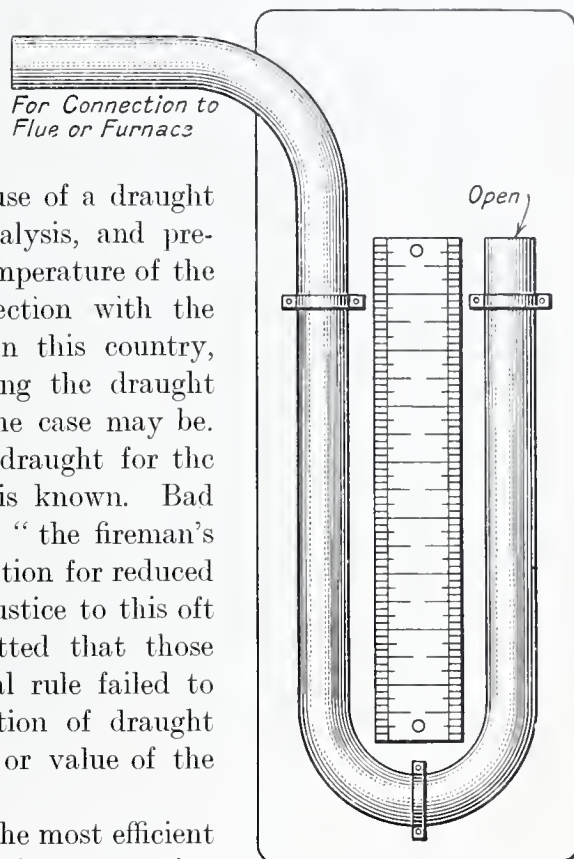 For Connection to
Flue or Furnace
Open
use of a draught
alysis, and pre-
mperature of the
ection with the
n this country,
ng the draught
ne case may be.
draught for the
is known. Bad
“ the fireman's
tion for reduced
ustice to this oft
tted that those
al rule failed to
tion of draught
or value of the
he most efficient